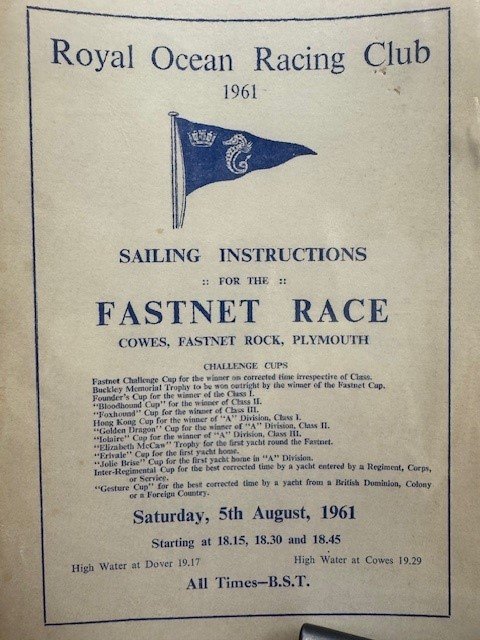 Royal Ocean Racing Club
1961
SAILING INSTRUCTIONS
:: FOR THE ::
FASTNET RACE
COWES, FASTNET ROCK, PLYMOUTH
CHALLENGE CUPS
Fastnet Challenge Cup for the winner on corrected time irrespective of Class.
Buckley Memorial Trophy to be won outright by the winner of the Fastnet Cup.
Founder's Cup for the winner of the Class I.
"Bloodhound Cup" for the winner of Class II.
"Foxhound" Cup for the winner of Class III.
Hong Kong Cup for the winner of "A" Division, Class I.
"Golden Dragon" Cup for the winner of "A" Division, Class II.
"Iolaire" Cup for the winner of "A" Division, Class III.
"Elizabeth McCaw" Trophy for the first yacht round the Fastnet.
"Erivale" Cup for the first yacht home.
"Jolie Brise" Cup for the first yacht home in "A" Division.
Inter-Regimental Cup for the best corrected time by a yacht entered by a Regiment, Corps,
or Service.
"Gesture Cup" for the best corrected time by a yacht from a British Dominion, Colony
or a Foreign Country.
Saturday, 5th August, 1961
Starting at 18.15, 18.30 and 18.45
High Water at Dover 19.17 High Water at Cowes 19.29
All Times—B.S.T.